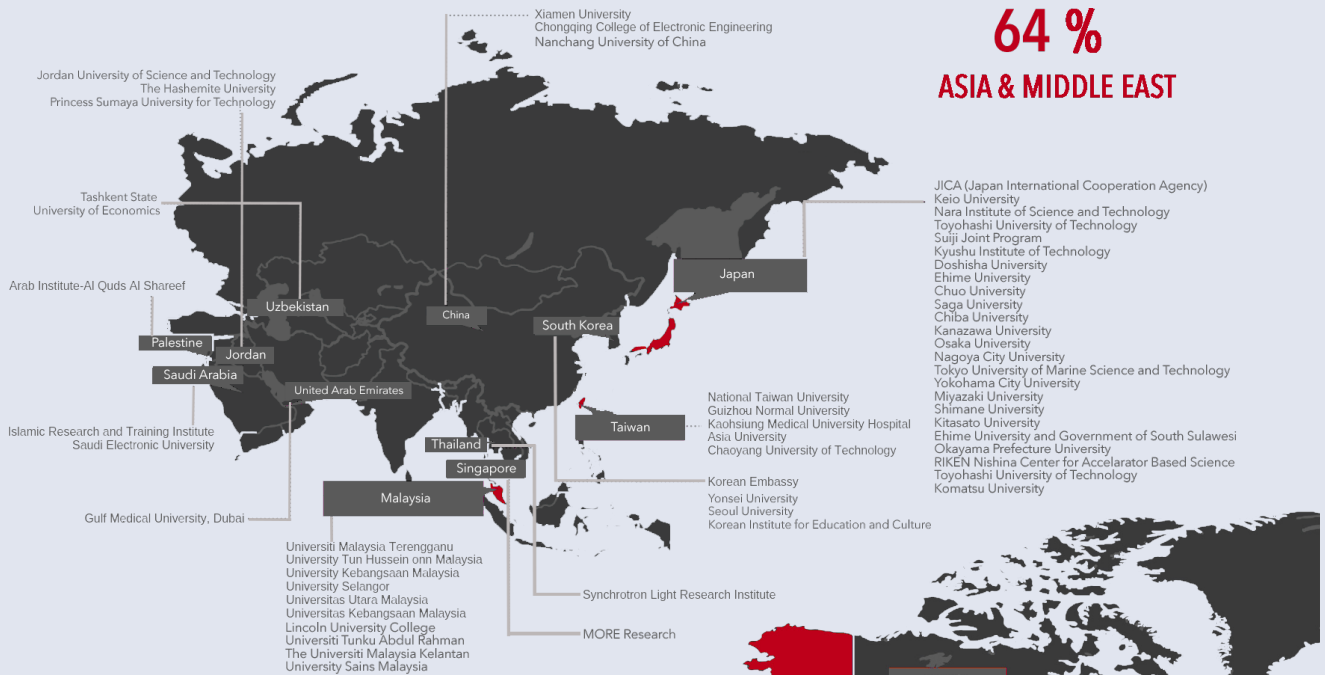 64 %
ASIA & MIDDLE EAST
Xiamen University
Chongqing College of Electronic Engineering
Nanchang University of China
Jordan University of Science and Technology
The Hashemite University
Princess Sumaya University for Technology
Tashkent State
University of Economics
Arab Institute-Al Quds Al Shareef
Islamic Research and Training Institute
Saudi Electronic University
Gulf Medical University, Dubai
Uzbekistan
China
South Korea
Japan
Palestine
Jordan
Saudi Arabia
United Arab Emirates
Taiwan
Thailand
Singapore
Malaysia
JICA (Japan International Cooperation Agency)
Keio University
Nara Institute of Science and Technology
Toyohashi University of Technology
Suiji Joint Program
Kyushu Institute of Technology
Doshisha University
Ehime University
Chuo University
Saga University
Chiba University
Kanazawa University
Osaka University
Nagoya City University
Tokyo University of Marine Science and Technology
Yokohama City University
Miyazaki University
Shimane University
Kitasato University
Ehime University and Government of South Sulawesi
Okayama Prefecture University
RIKEN Nishina Center for Accelarator Based Science
Toyohashi University of Technology
Komatsu University
National Taiwan University
Guizhou Normal University
Kaohsiung Medical University Hospital
Asia University
Chaoyang University of Technology
Korean Embassy
Yonsei University
Seoul University
Korean Institute for Education and Culture
Universiti Malaysia Terengganu
University Tun Hussein onn Malaysia
University Kebangsaan Malaysia
University Selangor
Universitas Utara Malaysia
Universitas Kebangsaan Malaysia
Lincoln University College
Universiti Tunku Abdul Rahman
The Universiti Malaysia Kelantan
University Sains Malaysia
Synchrotron Light Research Institute
MORE Research